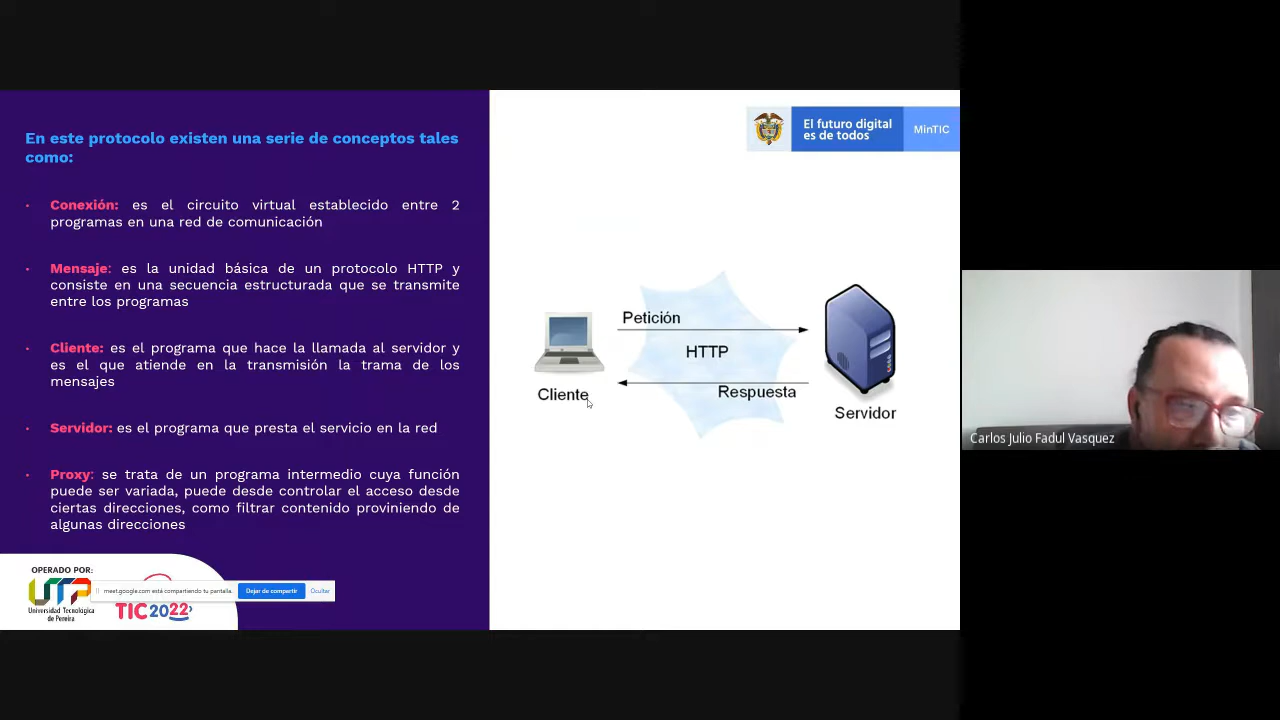 En este protocolo existen una serie de conceptos tales
como:
El futuro digital
es de todos
MinTIC
• Conexión: es el circuito virtual establecido entre 2
programas en una red de comunicación
• Mensaje: es la unidad básica de un protocolo HTTP y
consiste en una secuencia estructurada que se transmite
entre los programas
• Cliente: es el programa que hace la llamada al servidor y
es el que atiende en la transmisión la trama de los
mensajes
• Servidor: es el programa que presta el servicio en la red
• Proxy: se trata de un programa intermedio cuya función
puede ser variada, puede desde controlar el acceso desde
ciertas direcciones, como filtrar contenido proviniendo de
algunas direcciones
Petición
HTTP
Respuesta
Cliente
Servidor
Carlos Julio Fadul Vasquez
OPERADO POR:
UTP
Universidad Tecnológica
de Pereira
meet.google.com está compartiendo tu pantalla.
Dejar de compartir
Ocultar
TIC 2022